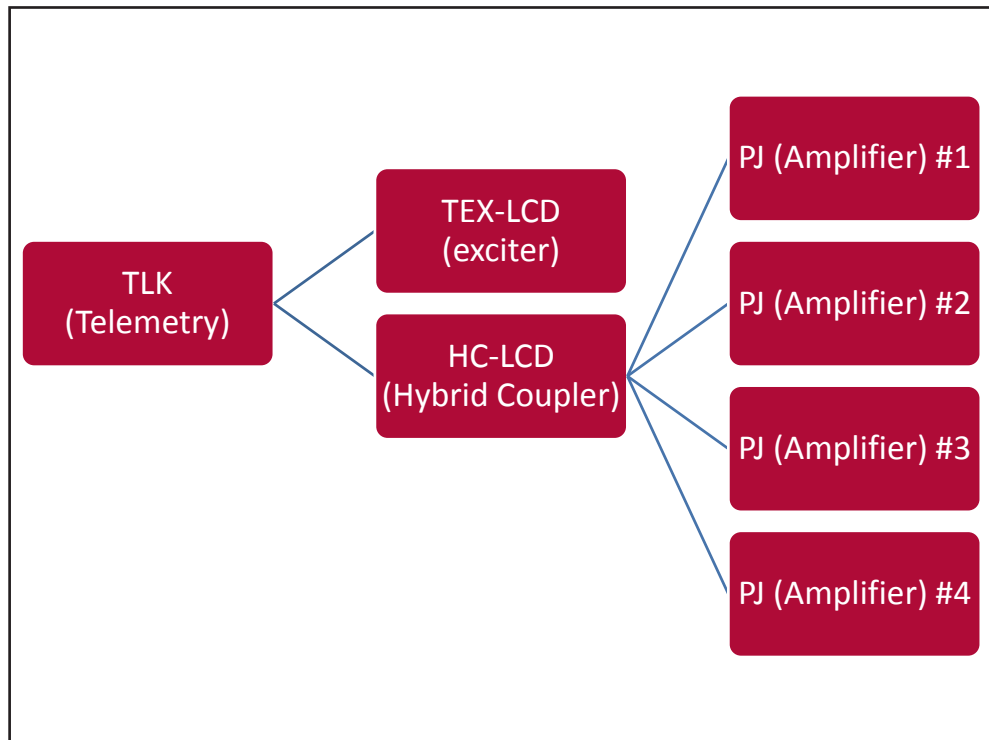 TLK
(Telemetry)
TEX-LCD
(exciter)
HC-LCD
(Hybrid Coupler)
PJ (Amplifier) #1
PJ (Amplifier) #2
PJ (Amplifier) #3
PJ (Amplifier) #4